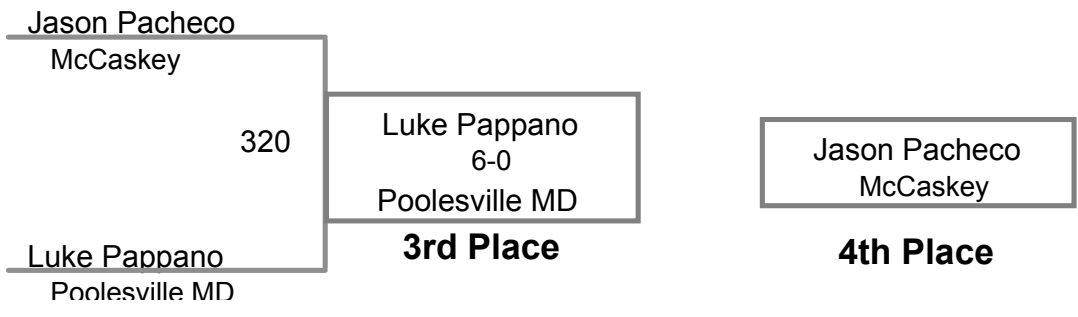 Jason Pacheco
McCaskey
320
Luke Pappano
6-0
Poolesville MD
3rd Place
Jason Pacheco
McCaskey
4th Place
Luke Pappano
Poolesville MD